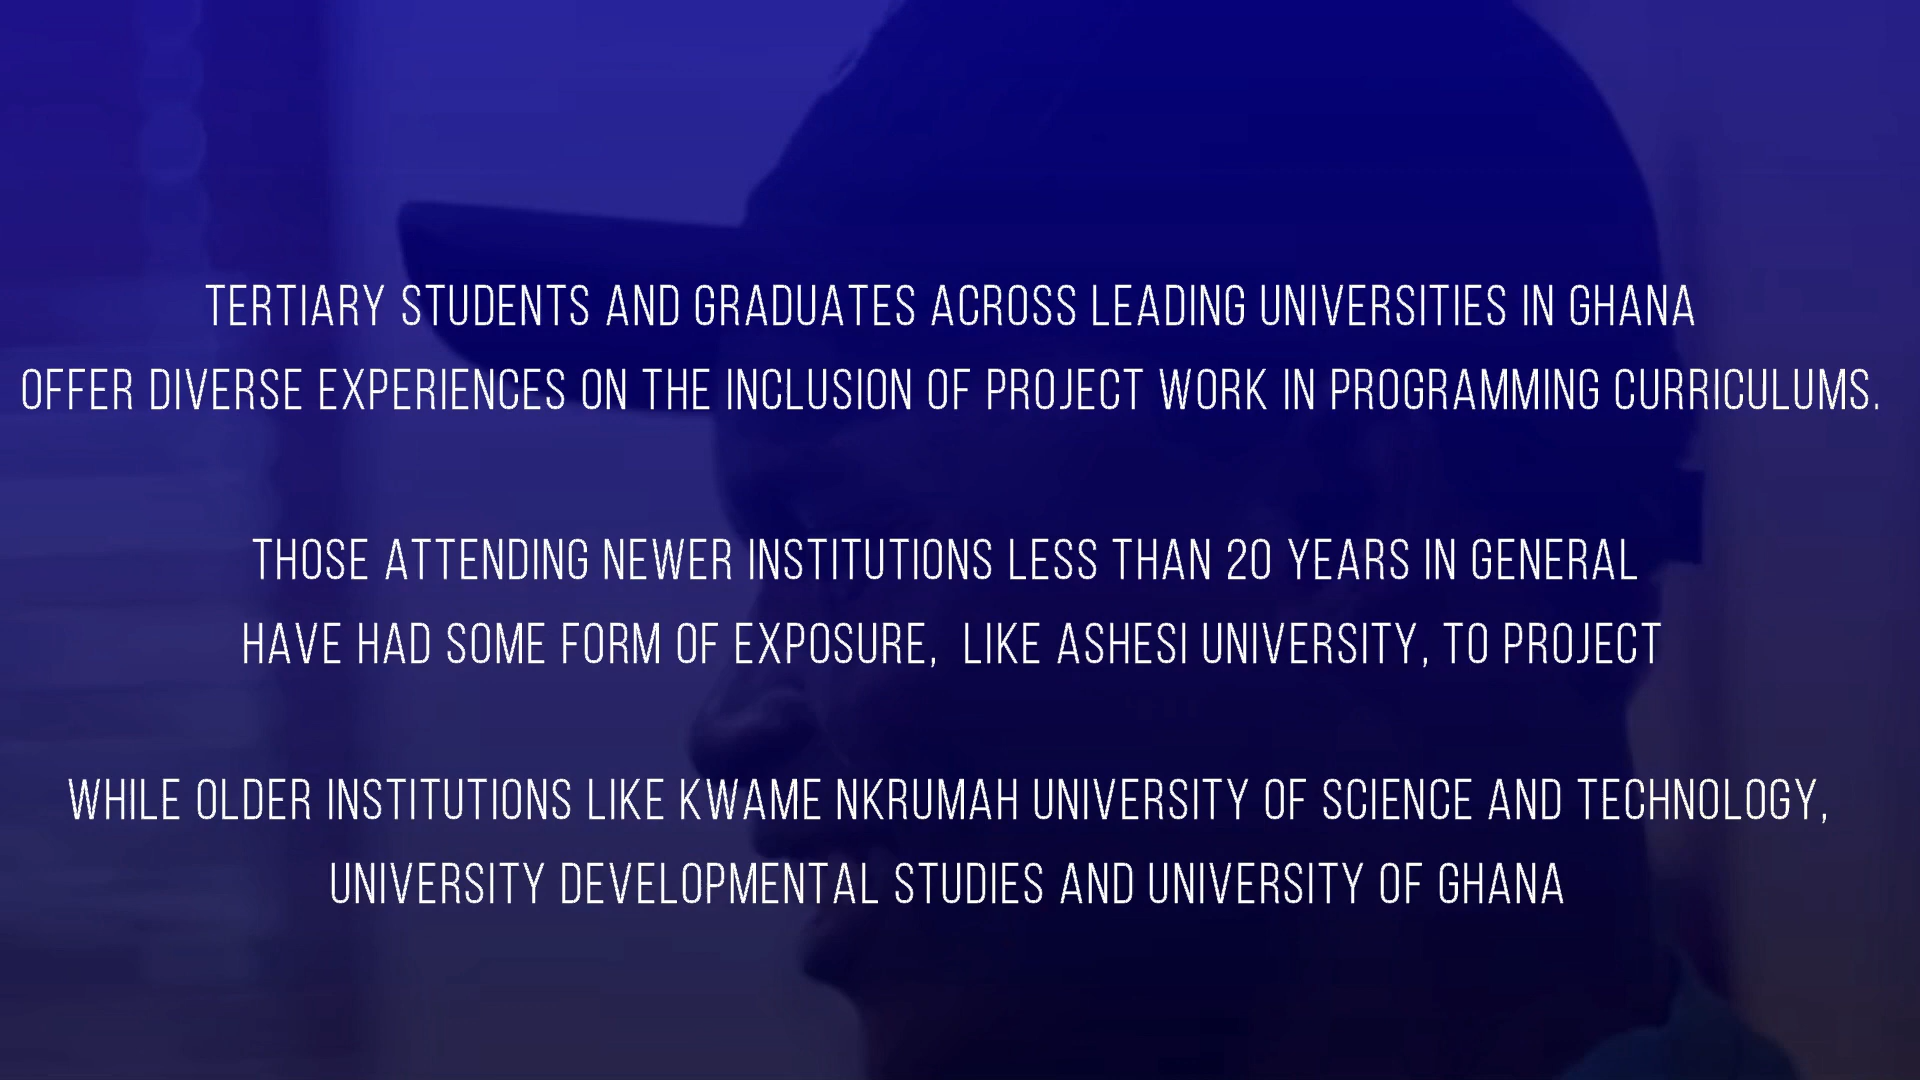 TERTIARY STUDENTS AND GRADUATES ACROSS LEADING UNIVERSITIES IN GHANA
OFFER DIVERSE EXPERIENCES ON THE INCLUSION OF PROJECT WORK IN PROGRAMMING CURRICULUMS.
THOSE ATTENDING NEWER INSTITUTIONS LESS THAN 20 YEARS IN GENERAL
HAVE HAD SOME FORM OF EXPOSURE, LIKE ASHESI UNIVERSITY, TO PROJECT
WHILE OLDER INSTITUTIONS LIKE KWAME NKRUMAH UNIVERSITY OF SCIENCE AND TECHNOLOGY,
UNIVERSITY DEVELOPMENTAL STUDIES AND UNIVERSITY OF GHANA